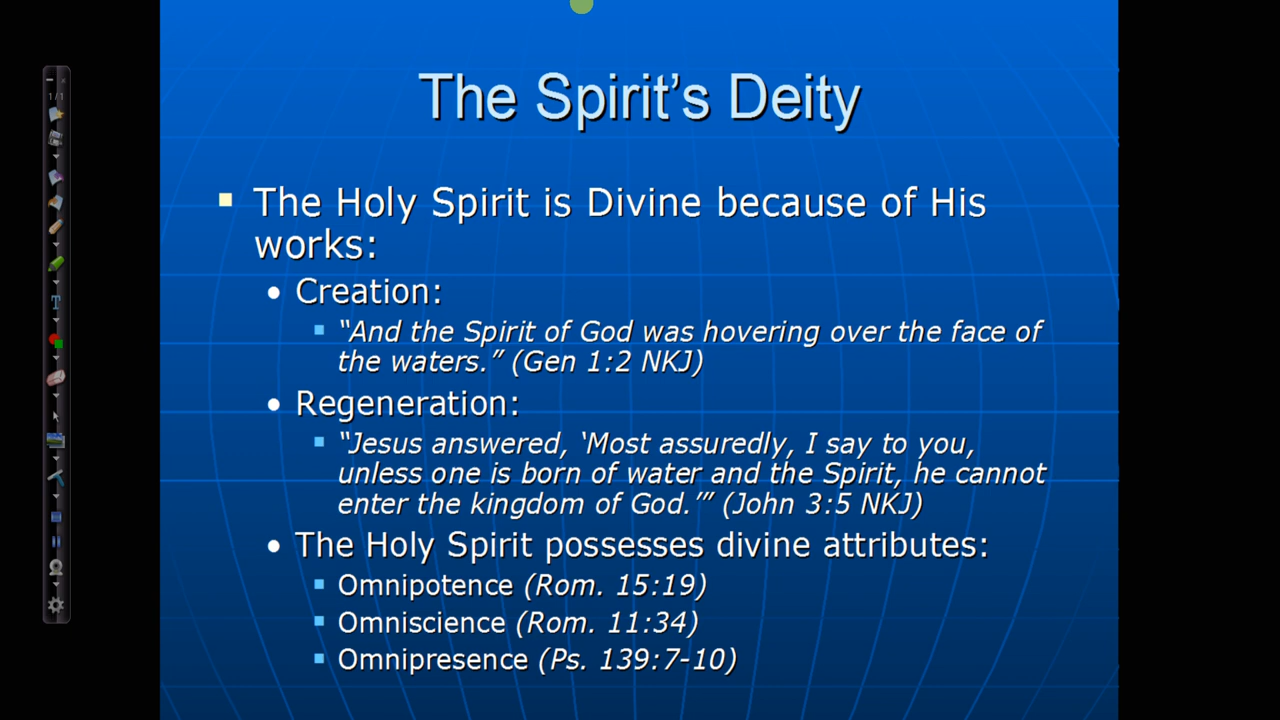 The Spirit’s Deity
The Holy Spirit is Divine because of His
works:
Creation:
“And the Spirit of God was hovering over the face of
the waters.” (Gen 1:2 NKJ)
Regeneration:
“Jesus answered, ‘Most assuredly, I say to you,
unless one is born of water and the Spirit, he cannot
enter the kingdom of God.’” (John 3:5 NKJ)
The Holy Spirit possesses divine attributes:
Omnipotence (Rom. 15:19)
Omniscience (Rom. 11:34)
Omnipresence (Ps. 139:7-10)
1/1
T